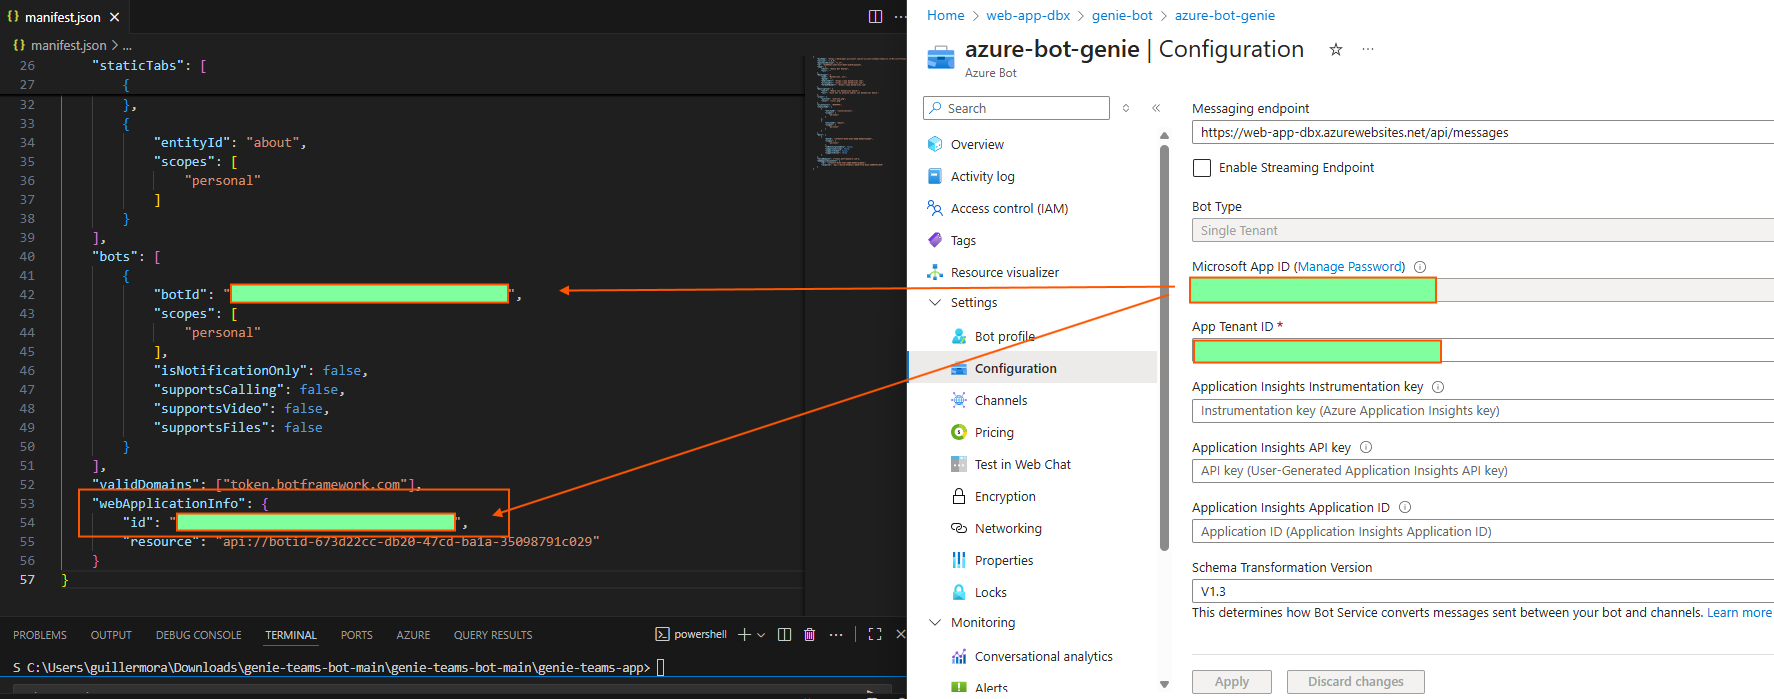 manifest.json
manifest.json > ...
26 "staticTabs": [
27 {
32 },
33 {
34 "entityId": "about",
35 "scopes": [
36 "personal"
37 ]
38 }
39 ],
40 "bots": [
41 {
42 "botId": "",
43 "scopes": [
44 "personal"
45 ],
46 "isNotificationOnly": false,
47 "supportsCalling": false,
48 "supportsVideo": false,
49 "supportsFiles": false
50 }
51 ],
52 "validDomains": ["token.botframework.com"],
53 "webApplicationInfo": {
54 "id": "",
55 "resource": "api://botid-673d22cc-db20-47cd-ba1a-35098791c029"
56 }
57 }
PROBLEMS OUTPUT DEBUG CONSOLE TERMINAL PORTS AZURE QUERY RESULTS powershell
S C:\Users\guillermora\Downloads\genie-teams-bot-main\genie-teams-bot-main\genie-teams-app>
Home > web-app-dbx > genie-bot > azure-bot-genie
azure-bot-genie | Configuration
Azure Bot
Search
Overview
Activity log
Access control (IAM)
Tags
Resource visualizer
Settings
Bot profile
Configuration
Channels
Pricing
Test in Web Chat
Encryption
Networking
Properties
Locks
Monitoring
Conversational analytics
Alerts
Messaging endpoint
https://web-app-dbx.azurewebsites.net/api/messages
Enable Streaming Endpoint
Bot Type
Single Tenant
Microsoft App ID (Manage Password)
App Tenant ID *
Application Insights Instrumentation key
Instrumentation key (Azure Application Insights key)
Application Insights API key
API key (User-Generated Application Insights API key)
Application Insights Application ID
Application ID (Application Insights Application ID)
Schema Transformation Version
V1.3
This determines how Bot Service converts messages sent between your bot and channels. Learn more
Apply Discard changes